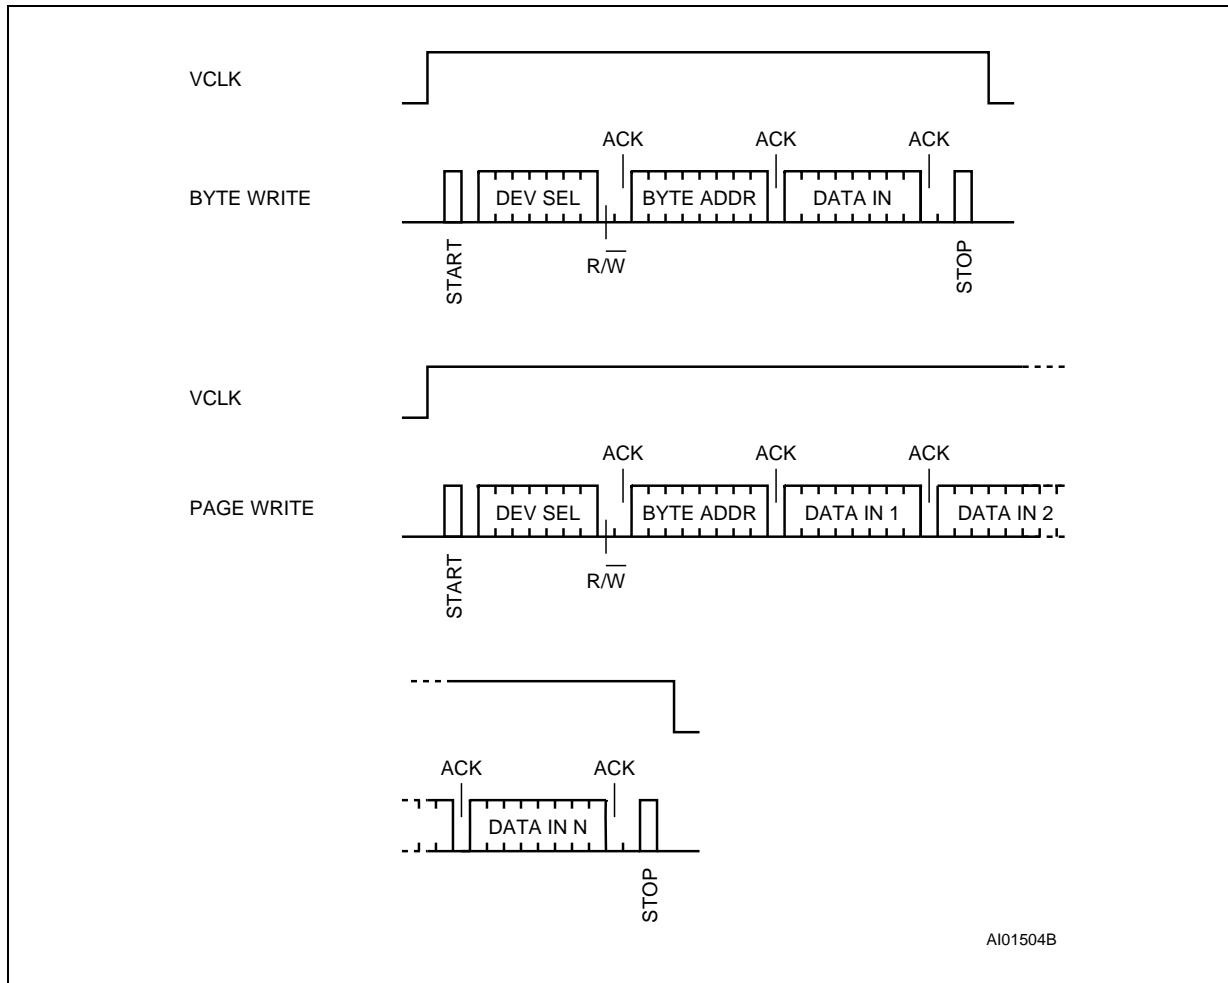 VCLK
ACK ACK ACK
BYTE WRITE DEV SEL BYTE ADDR DATA IN
R/W̅
START STOP
VCLK
ACK ACK ACK
PAGE WRITE DEV SEL BYTE ADDR DATA IN 1 DATA IN 2
R/W̅
START
ACK ACK
DATA IN N
STOP
AI01504B